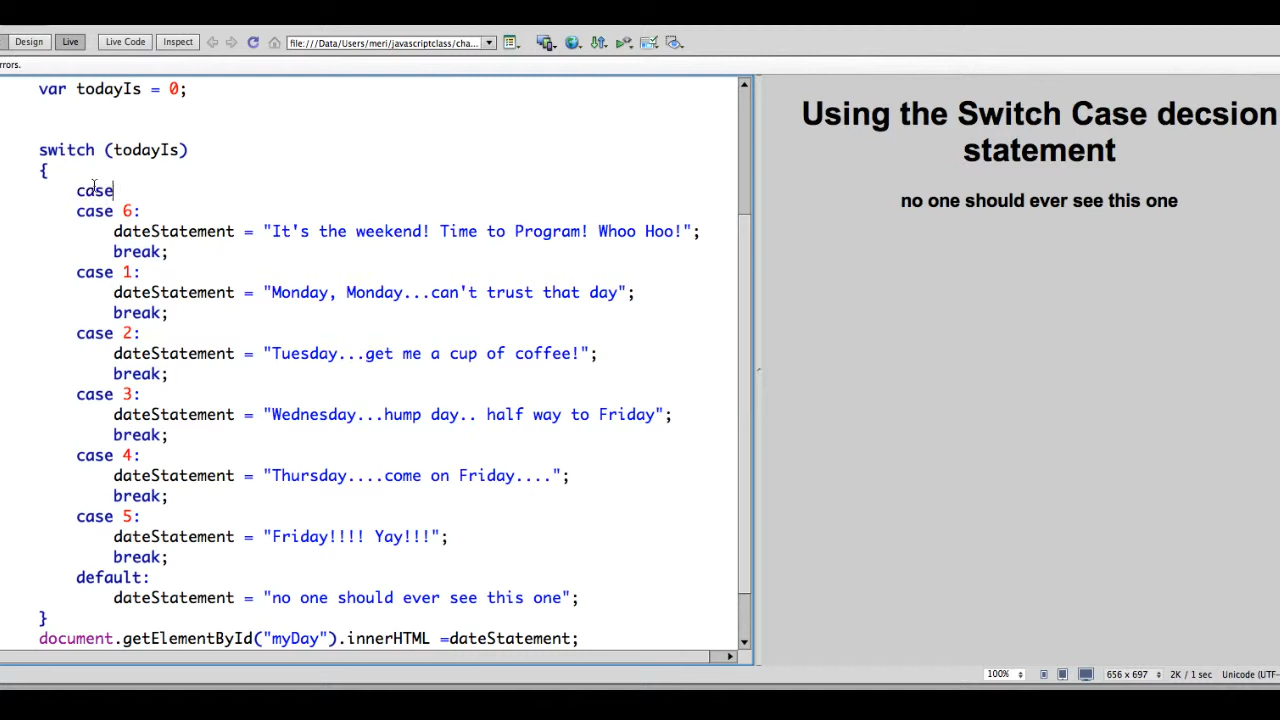 Design Live Live Code Inspect file:///Data/Users/meri/javascriptclass/cha...
rrors.
var todayIs = 0;
switch (todayIs)
{
case
case 6:
dateStatement = "It's the weekend! Time to Program! Whoo Hoo!";
break;
case 1:
dateStatement = "Monday, Monday...can't trust that day";
break;
case 2:
dateStatement = "Tuesday...get me a cup of coffee!";
break;
case 3:
dateStatement = "Wednesday...hump day.. half way to Friday";
break;
case 4:
dateStatement = "Thursday....come on Friday....";
break;
case 5:
dateStatement = "Friday!!!! Yay!!!";
break;
default:
dateStatement = "no one should ever see this one";
}
document.getElementById("myDay").innerHTML =dateStatement;
Using the Switch Case decsion
statement
no one should ever see this one
100% 656 x 697 2K / 1 sec Unicode (UTF-